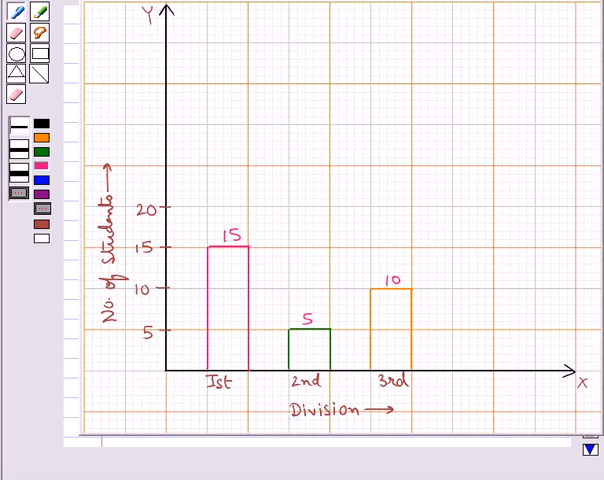 Y
No. of Students →
20
15
10
5
15
5
10
Ist 2nd 3rd
X
Division →